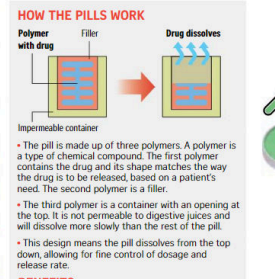 HOW THE PILLS WORK
Polymer with drug
Filler
Drug dissolves
Impermeable container
• The pill is made up of three polymers. A polymer is
a type of chemical compound. The first polymer
contains the drug and its shape matches the way
the drug is to be released, based on a patient's
need. The second polymer is a filler.
• The third polymer is a container with an opening at
the top. It is not permeable to digestive juices and
will dissolve more slowly than the rest of the pill.
• This design means the pill dissolves from the top
down, allowing for fine control of dosage and
release rate.